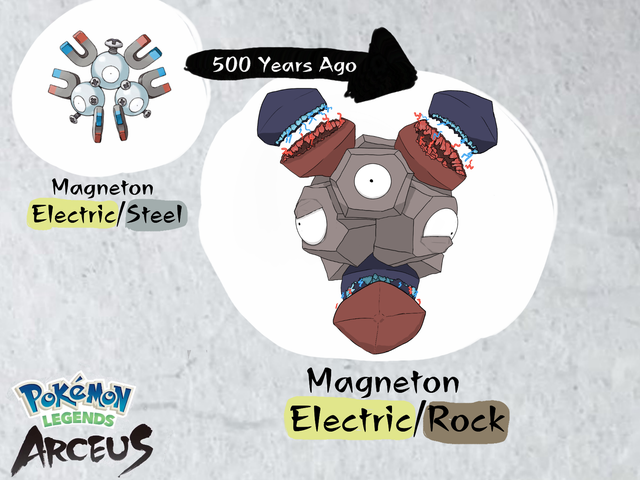 500 Years Ago
Magneton
Electric/Steel
Magneton
Electric/Rock
POKéMON
LEGENDS
ARCEUS